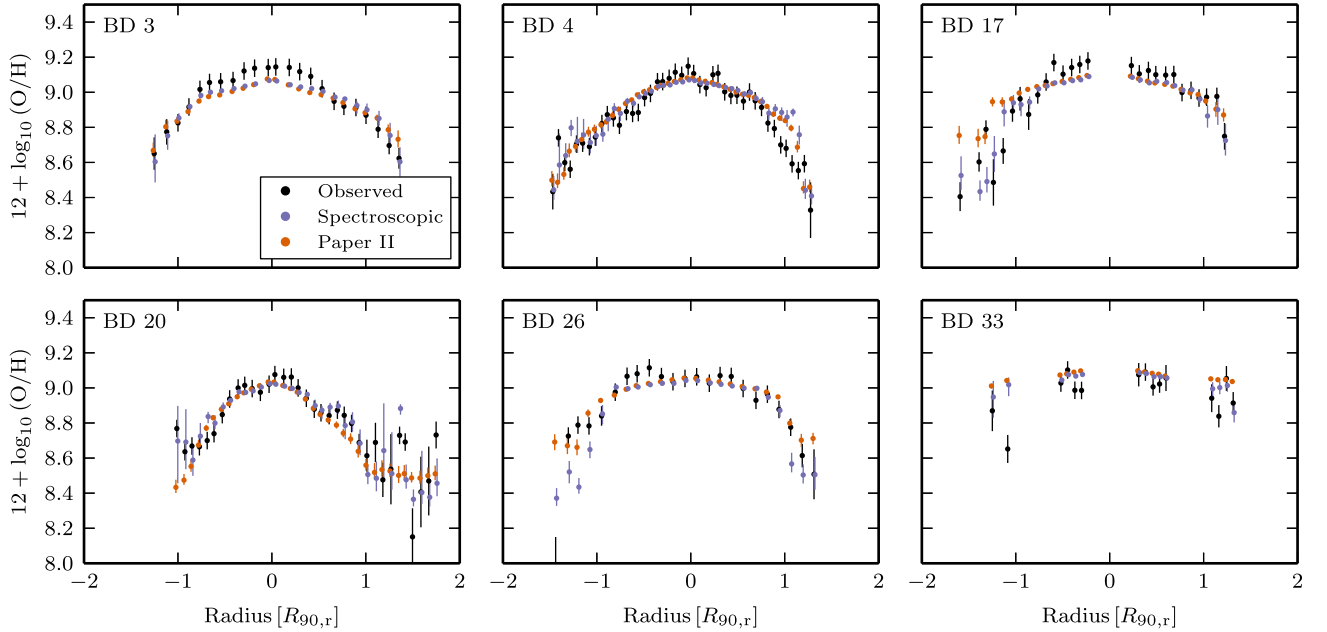 BD 3
BD 4
BD 17
9.4
9.2
9.0
8.8
8.6
8.4
8.2
8.0
12 + log10 (O/H)
Observed
Spectroscopic
Paper II
BD 20
BD 26
BD 33
9.4
9.2
9.0
8.8
8.6
8.4
8.2
8.0
12 + log10 (O/H)
−2 −1 0 1 2 −2 −1 0 1 2 −2 −1 0 1 2
Radius [R90,r]
Radius [R90,r]
Radius [R90,r]